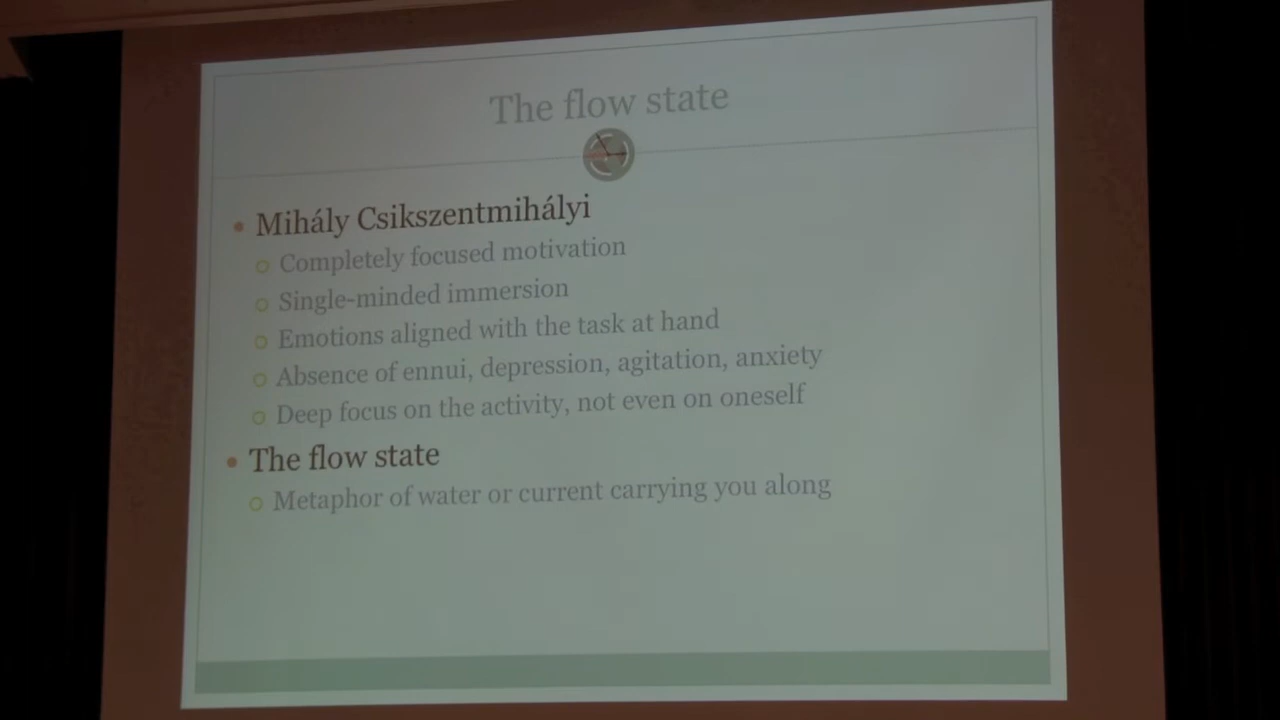 The flow state
• Mihály Csikszentmihályi
○ Completely focused motivation
○ Single-minded immersion
○ Emotions aligned with the task at hand
○ Absence of ennui, depression, agitation, anxiety
○ Deep focus on the activity, not even on oneself
• The flow state
○ Metaphor of water or current carrying you along